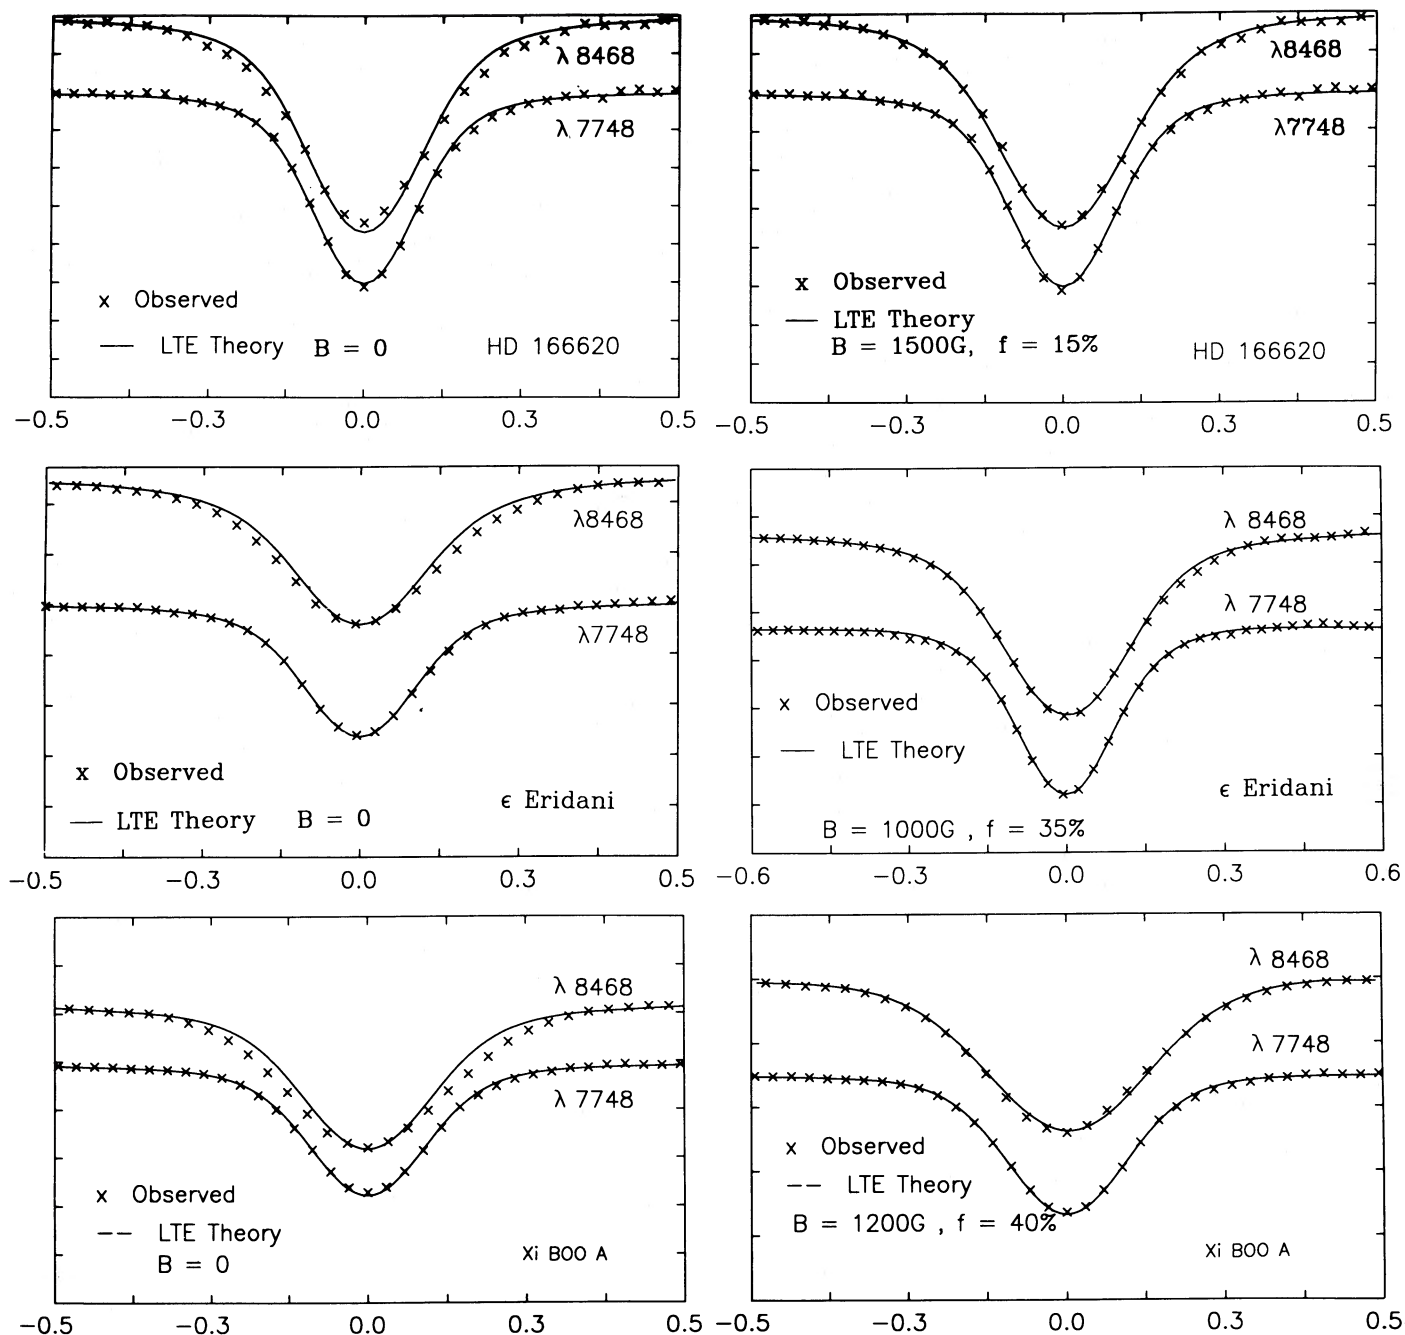 λ 8468
λ 7748
x Observed
— LTE Theory B = 0
HD 166620
−0.5 −0.3 0.0 0.3 0.5
λ8468
λ7748
x Observed
— LTE Theory
B = 1500G, f = 15%
HD 166620
−0.5 −0.3 0.0 0.3 0.5
λ8468
λ7748
x Observed
ϵ Eridani
— LTE Theory B = 0
−0.5 −0.3 0.0 0.3 0.5
λ 8468
λ 7748
x Observed
— LTE Theory
ϵ Eridani
B = 1000G , f = 35%
−0.6 −0.3 0.0 0.3 0.6
λ 8468
λ 7748
x Observed
−− LTE Theory
B = 0
Xi BOO A
−0.5 −0.3 0.0 0.3 0.5
λ 8468
λ 7748
x Observed
−− LTE Theory
B = 1200G , f = 40%
Xi BOO A
−0.5 −0.3 0.0 0.3 0.5